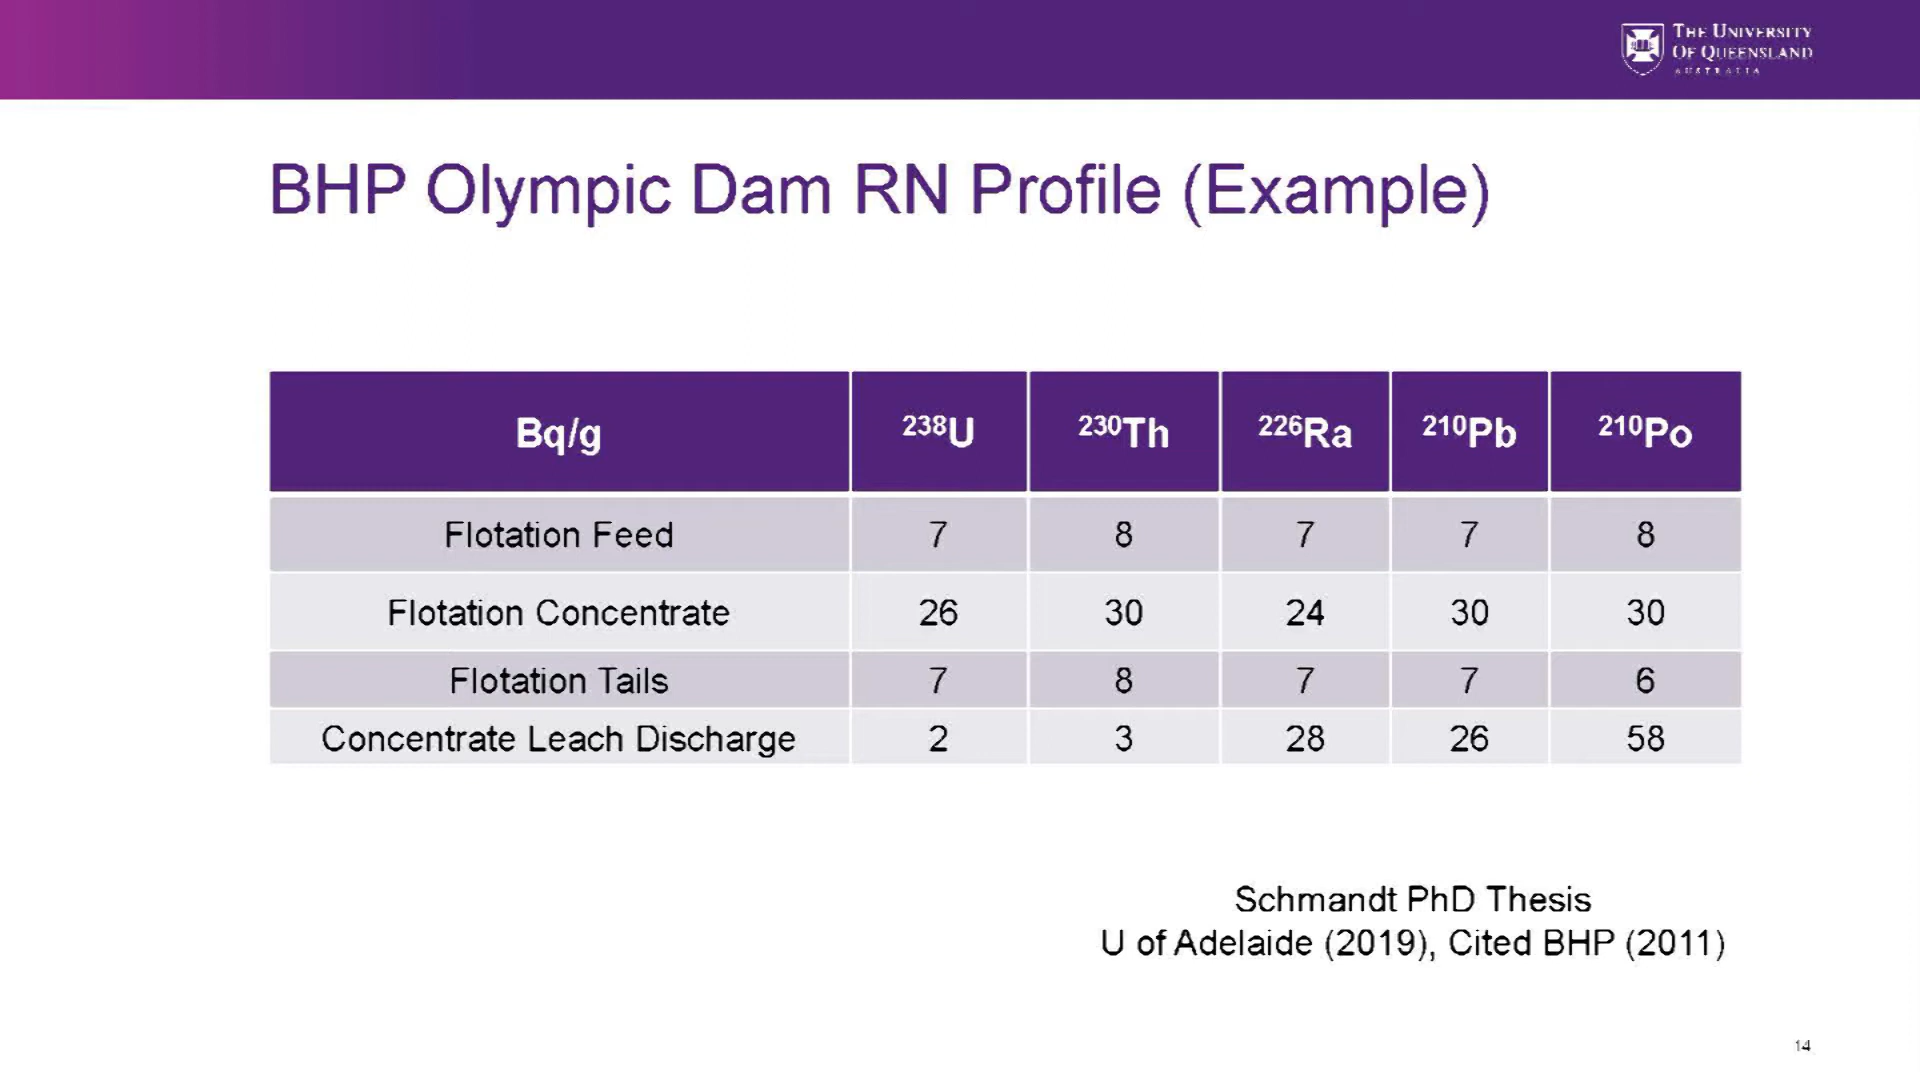 THE UNIVERSITY
OF QUEENSLAND
AUSTRALIA
BHP Olympic Dam RN Profile (Example)
Bq/g ²³⁸U ²³⁰Th ²²⁶Ra ²¹⁰Pb ²¹⁰Po
Flotation Feed 7 8 7 7 8
Flotation Concentrate 26 30 24 30 30
Flotation Tails 7 8 7 7 6
Concentrate Leach Discharge 2 3 28 26 58
Schmandt PhD Thesis
U of Adelaide (2019), Cited BHP (2011)
14